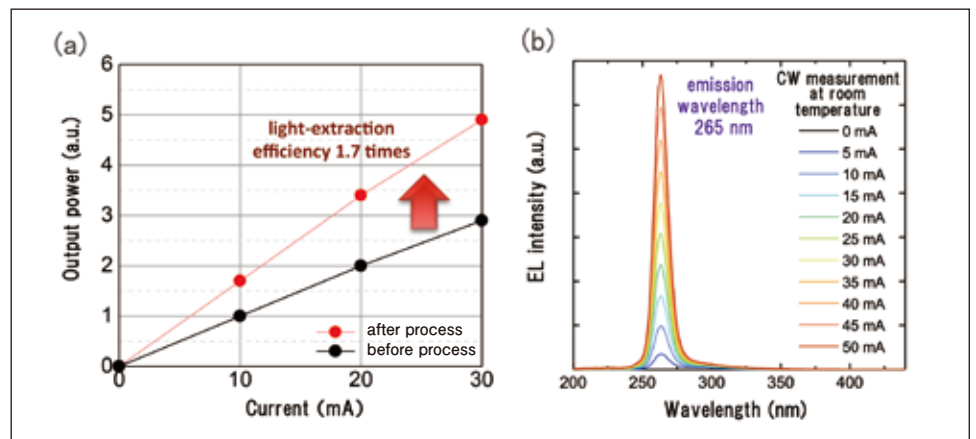 (a)
6
5
4
3
2
1
0
0
10
20
30
Output power (a.u.)
Current (mA)
light-extraction
efficiency 1.7 times
after process
before process
(b)
EL intensity (a.u.)
emission
wavelength
265 nm
CW measurement
at room
temperature
0 mA
5 mA
10 mA
15 mA
20 mA
25 mA
30 mA
35 mA
40 mA
45 mA
50 mA
200
250
300
350
400
Wavelength (nm)